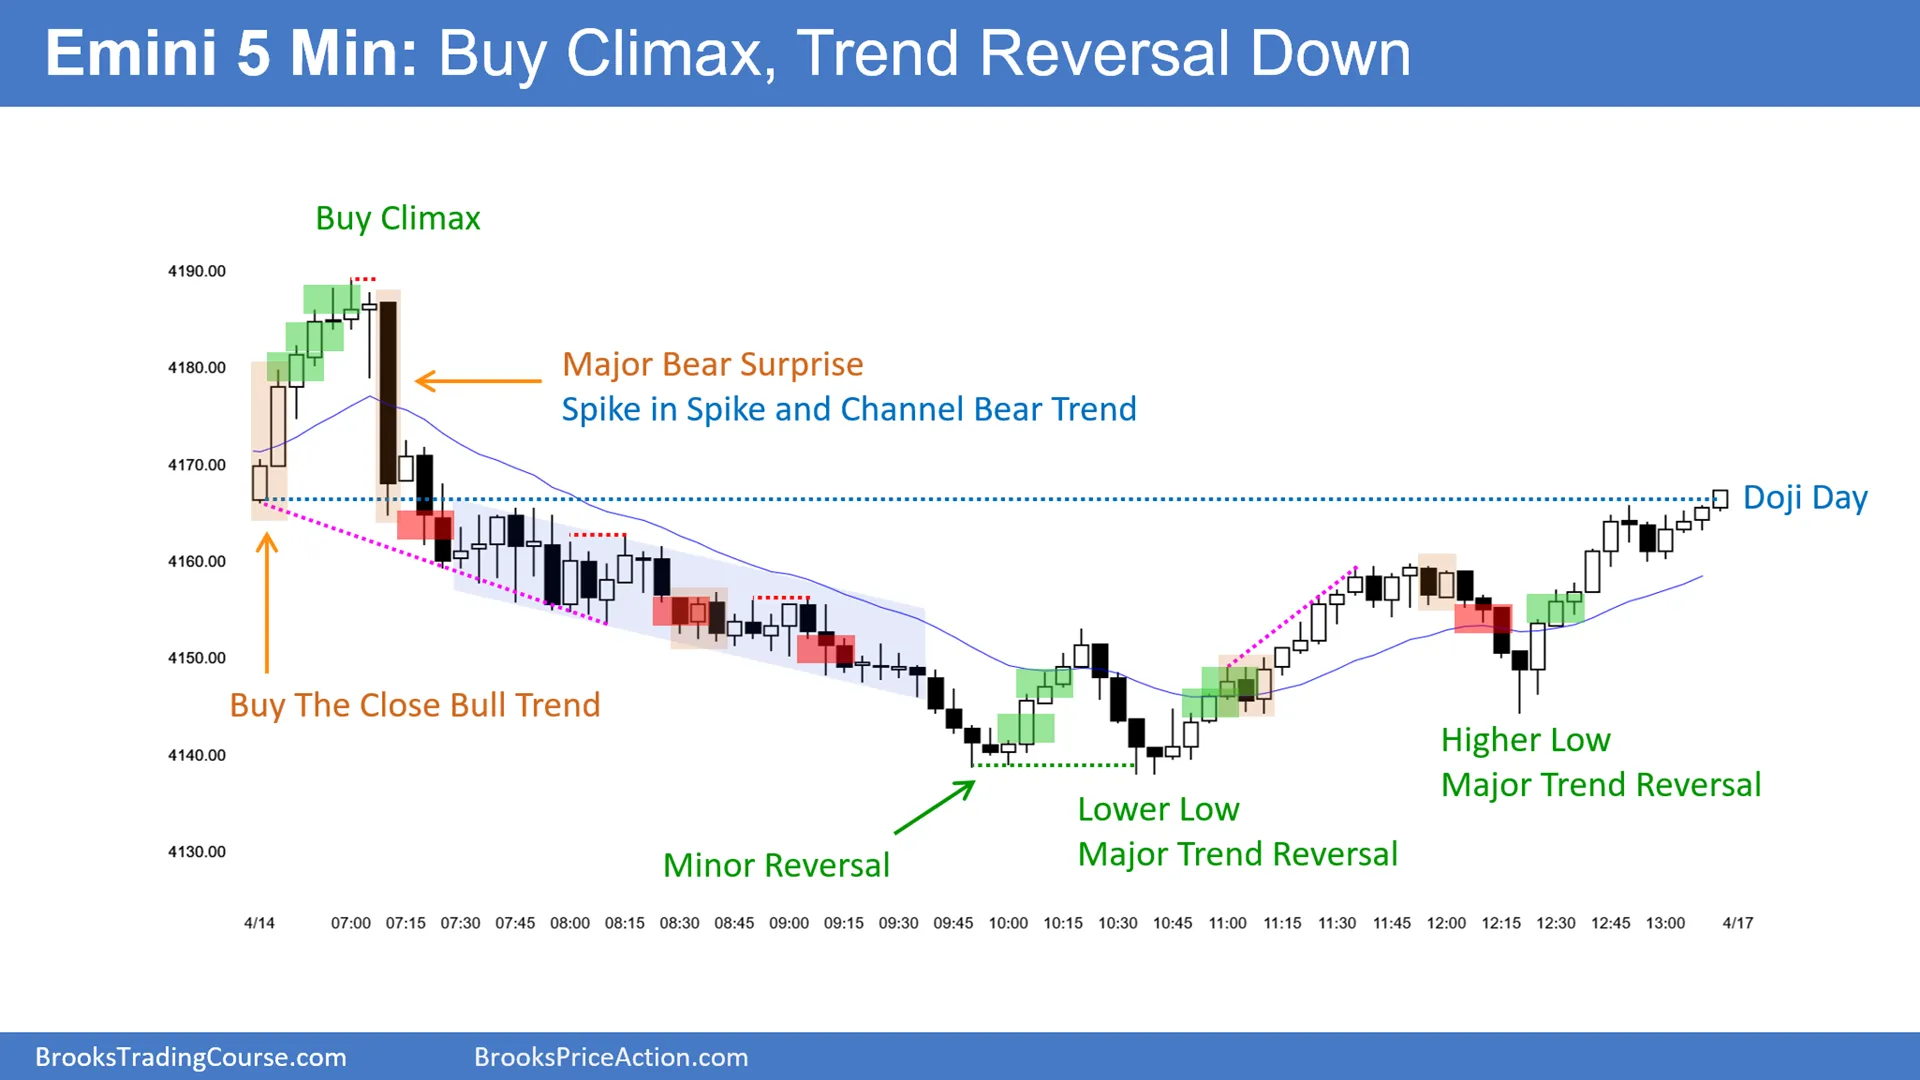 Emini 5 Min: Buy Climax, Trend Reversal Down
Buy Climax
4190.00
4180.00
4170.00
4160.00
4150.00
4140.00
4130.00
Major Bear Surprise
Spike in Spike and Channel Bear Trend
Doji Day
Buy The Close Bull Trend
Higher Low
Major Trend Reversal
Lower Low
Major Trend Reversal
Minor Reversal
4/14 07:00 07:15 07:30 07:45 08:00 08:15 08:30 08:45 09:00 09:15 09:30 09:45 10:00 10:15 10:30 10:45 11:00 11:15 11:30 11:45 12:00 12:15 12:30 12:45 13:00 4/17
BrooksTradingCourse.com BrooksPriceAction.com